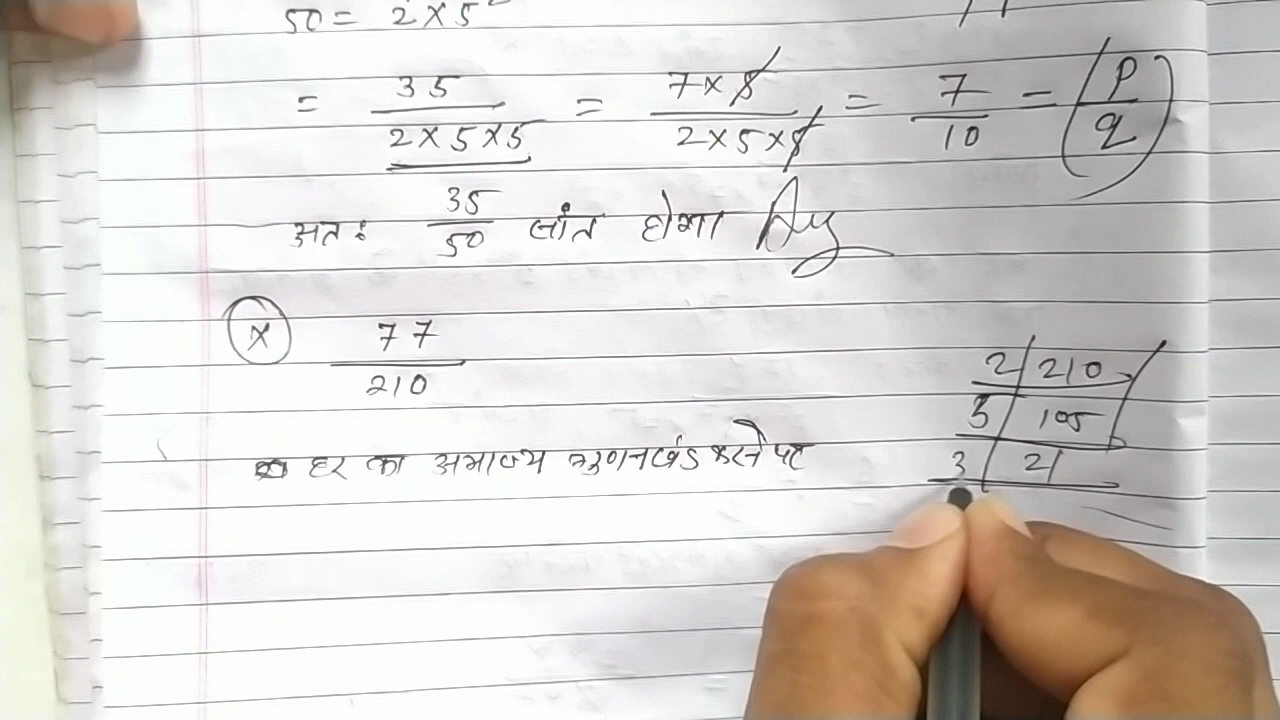 50 = 2 × 5²
= 35/(2×5×5) = (7×5)/(2×5×5) = 7/10 = (p/q)
अतः 35/50 सांत होगा Ans
(x) 77/210
हर का अभाज्य गुणनखंड करने पर
2 | 210
5 | 105
3 | 21